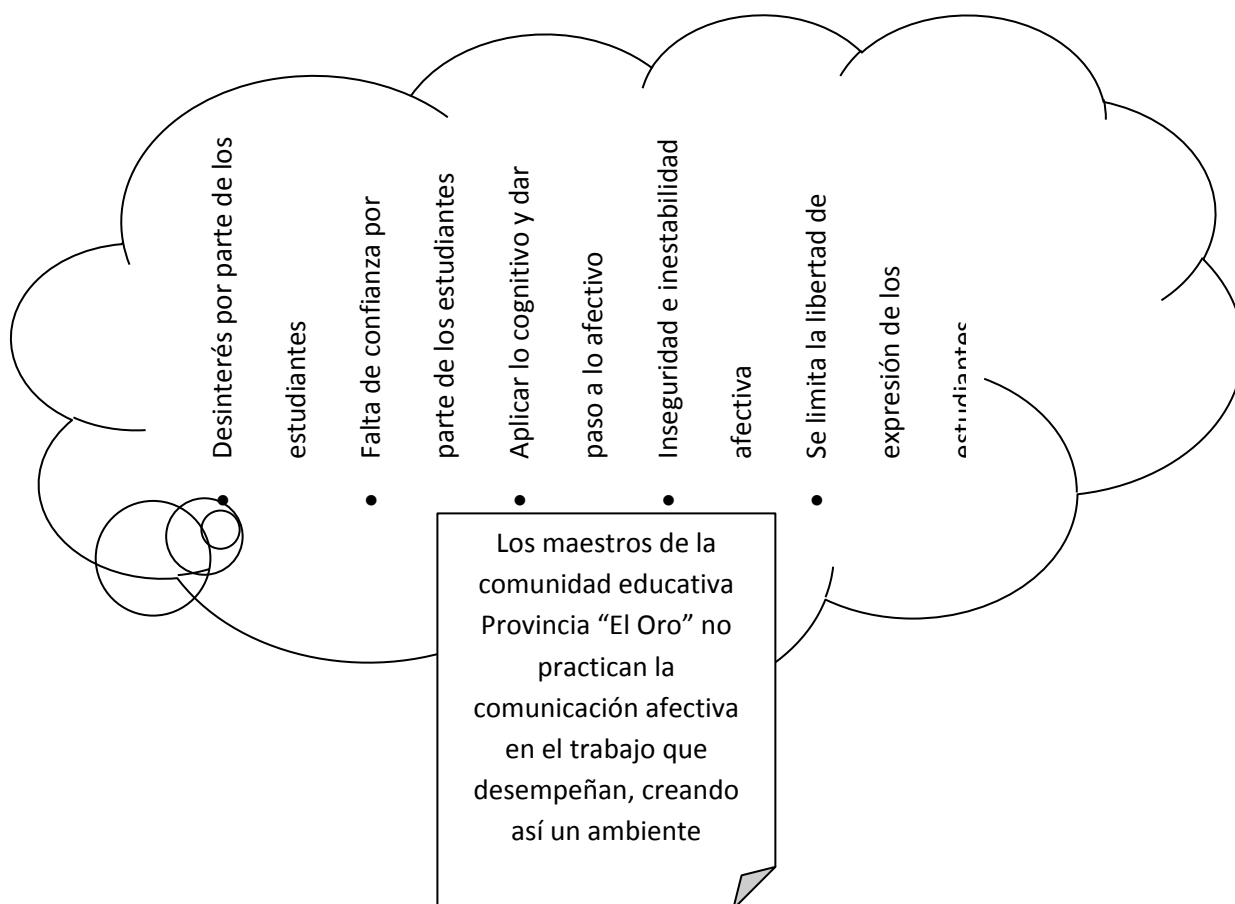 • Desinterés por parte de los
estudiantes
• Falta de confianza por
parte de los estudiantes
• Aplicar lo cognitivo y dar
paso a lo afectivo
• Inseguridad e inestabilidad
afectiva
• Se limita la libertad de
expresión de los
estudiantes
Los maestros de la
comunidad educativa
Provincia “El Oro” no
practican la
comunicación afectiva
en el trabajo que
desempeñan, creando
así un ambiente